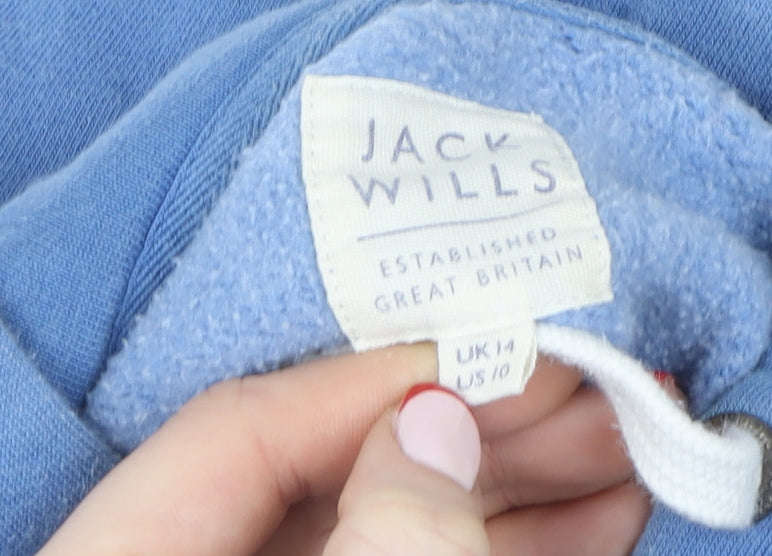 JACK
WILLS
ESTABLISHED
GREAT BRITAIN
UK 14
US 10